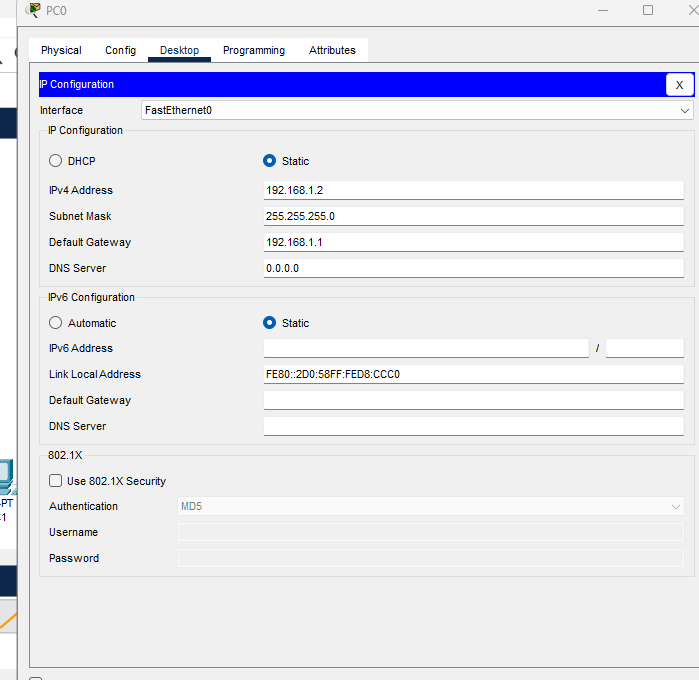 PC0
Physical Config Desktop Programming Attributes
IP Configuration X
Interface FastEthernet0
IP Configuration
DHCP Static
IPv4 Address 192.168.1.2
Subnet Mask 255.255.255.0
Default Gateway 192.168.1.1
DNS Server 0.0.0.0
IPv6 Configuration
Automatic Static
IPv6 Address /
Link Local Address FE80::2D0:58FF:FED8:CCC0
Default Gateway
DNS Server
802.1X
Use 802.1X Security
Authentication MD5
Username
Password
-PT
1